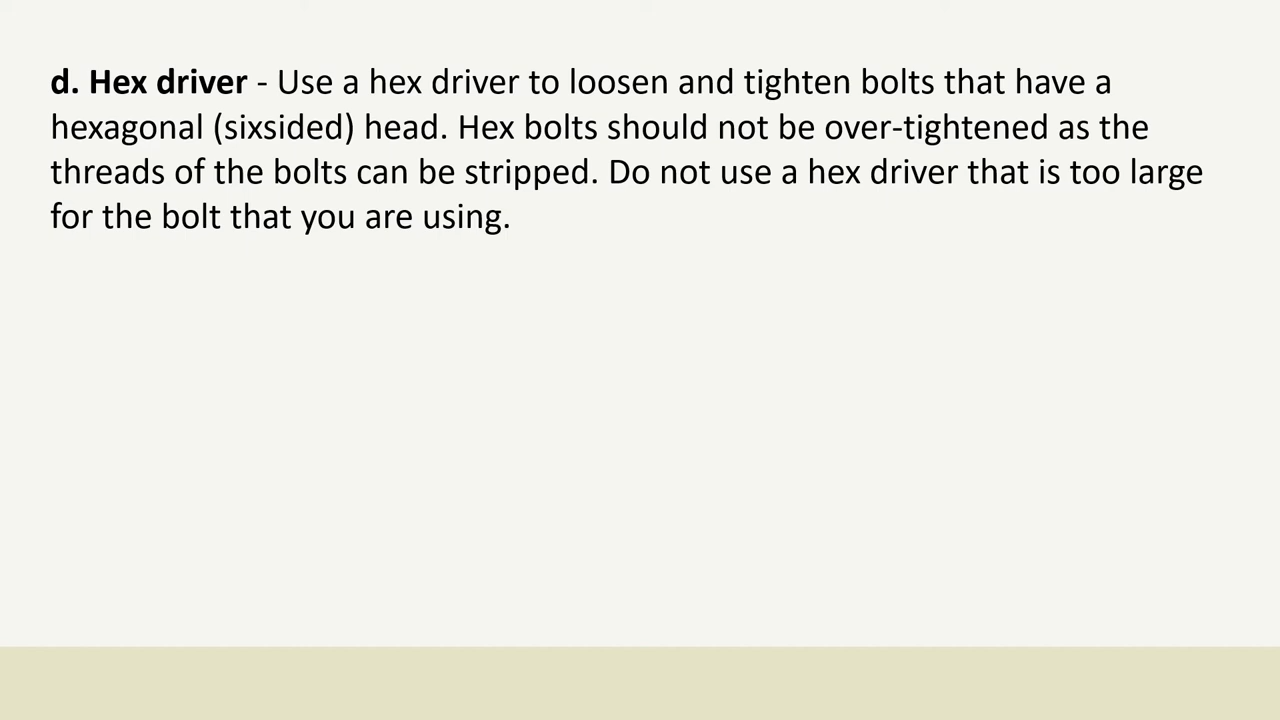 d. Hex driver - Use a hex driver to loosen and tighten bolts that have a
hexagonal (sixsided) head. Hex bolts should not be over-tightened as the
threads of the bolts can be stripped. Do not use a hex driver that is too large
for the bolt that you are using.